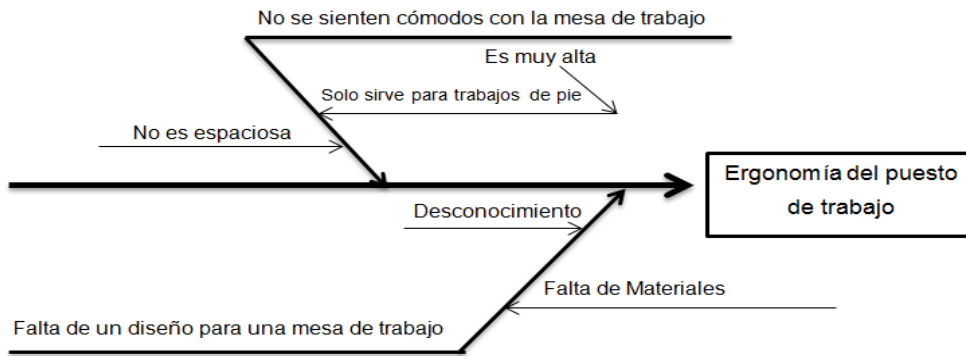 No se sienten cómodos con la mesa de trabajo
Es muy alta
Solo sirve para trabajos de pie
No es espaciosa
Ergonomía del puesto
de trabajo
Desconocimiento
Falta de Materiales
Falta de un diseño para una mesa de trabajo